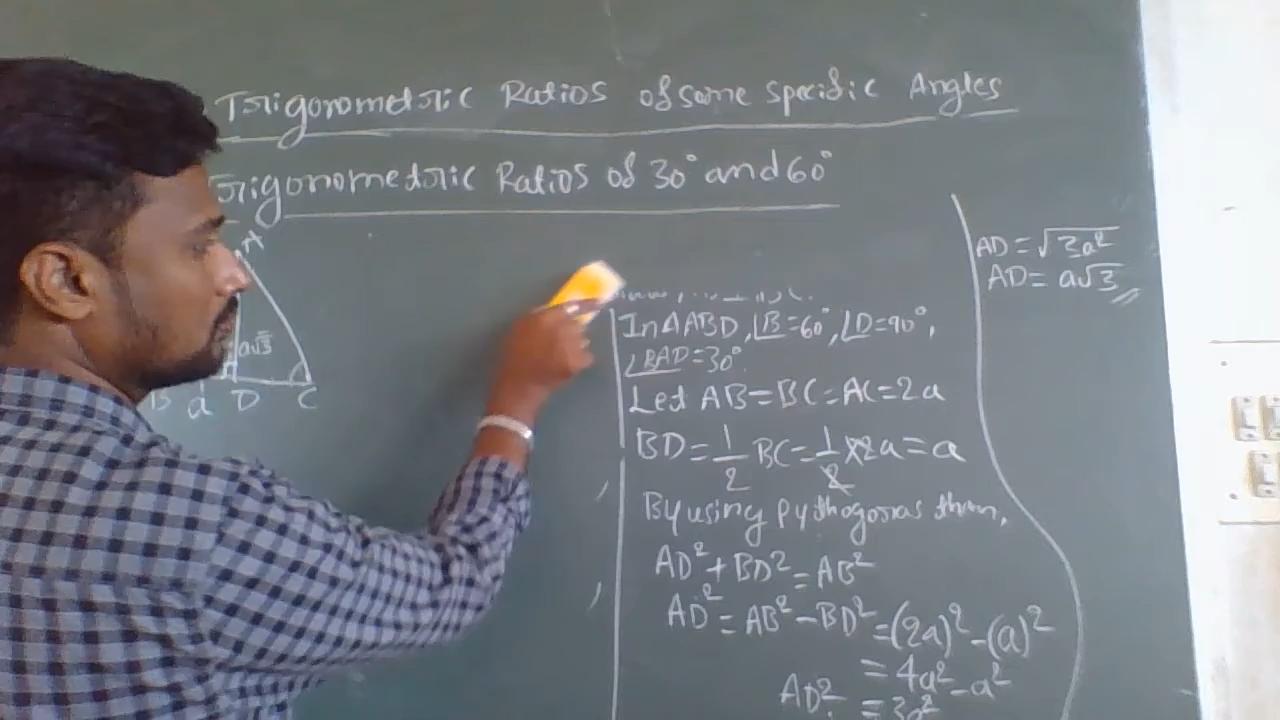 Trigonometric Ratios of some specific Angles
Trigonometric Ratios of 30° and 60°
A
a√3
B a D C
In ΔABD, ∠B=60°, ∠D=90°,
∠BAD=30°.
Let AB=BC=AC=2a
BD=1/2 BC=1/2×2a=a
By using pythogoras thm,
AD²+BD²=AB²
AD²=AB²-BD²=(2a)²-(a)²
=4a²-a²
AD²=3a²
AD=√3a²
AD=a√3